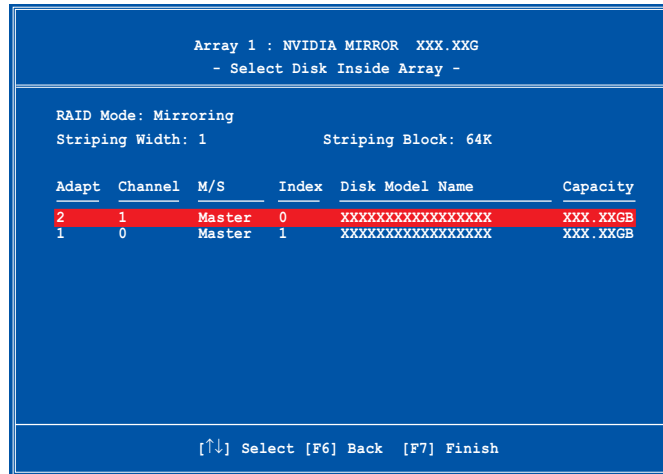 Array 1 : NVIDIA MIRROR XXX.XXG
- Select Disk Inside Array -
RAID Mode: Mirroring
Striping Width: 1 Striping Block: 64K
Adapt Channel M/S Index Disk Model Name Capacity
2 1 Master 0 XXXXXXXXXXXXXXXXX XXX.XXGB
1 0 Master 1 XXXXXXXXXXXXXXXXX XXX.XXGB
[↑↓] Select [F6] Back [F7] Finish